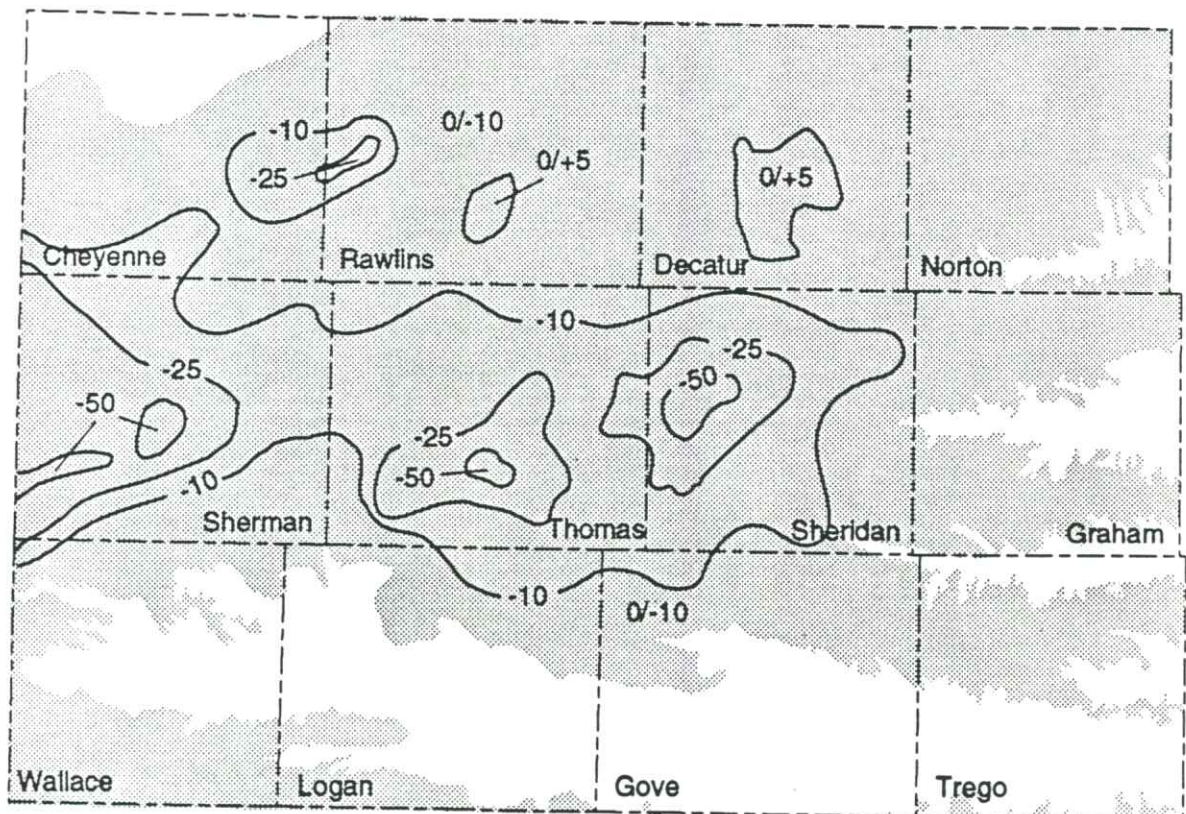 -10
0/-10
0/+5
-25
0/+5
Cheyenne
Rawlins
Decatur
Norton
-10
-25
-25
-50
-50
-25
-50
-10
Sherman
Thomas
Sheridan
Graham
-10
0/-10
Wallace
Logan
Gove
Trego